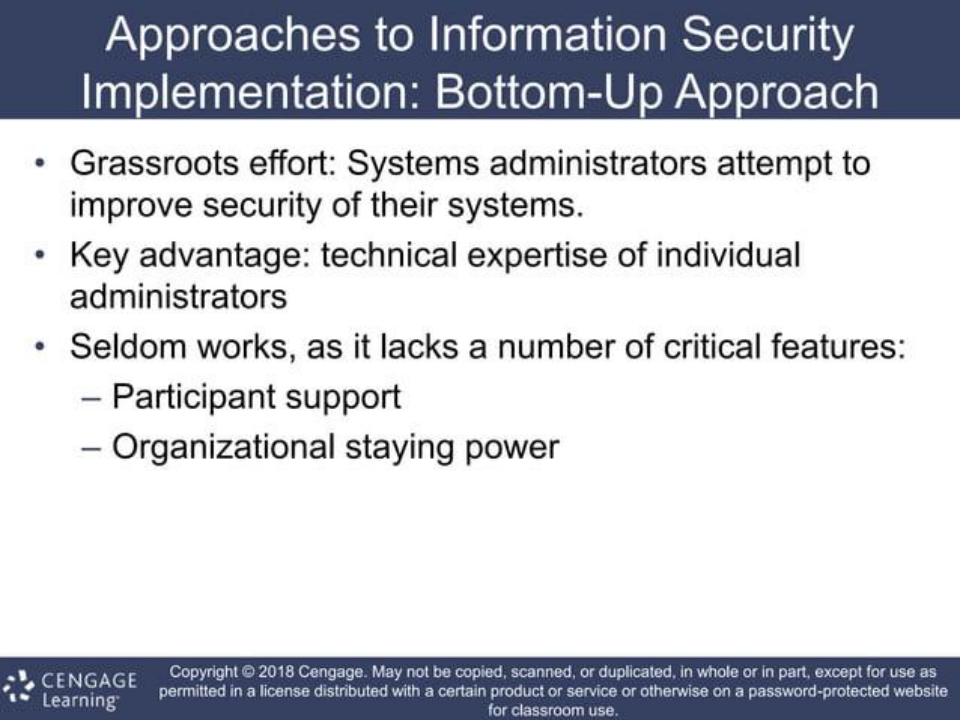 Approaches to Information Security
Implementation: Bottom-Up Approach
• Grassroots effort: Systems administrators attempt to
improve security of their systems.
• Key advantage: technical expertise of individual
administrators
• Seldom works, as it lacks a number of critical features:
– Participant support
– Organizational staying power
CENGAGE
Learning
Copyright © 2018 Cengage. May not be copied, scanned, or duplicated, in whole or in part, except for use as
permitted in a license distributed with a certain product or service or otherwise on a password-protected website
for classroom use.